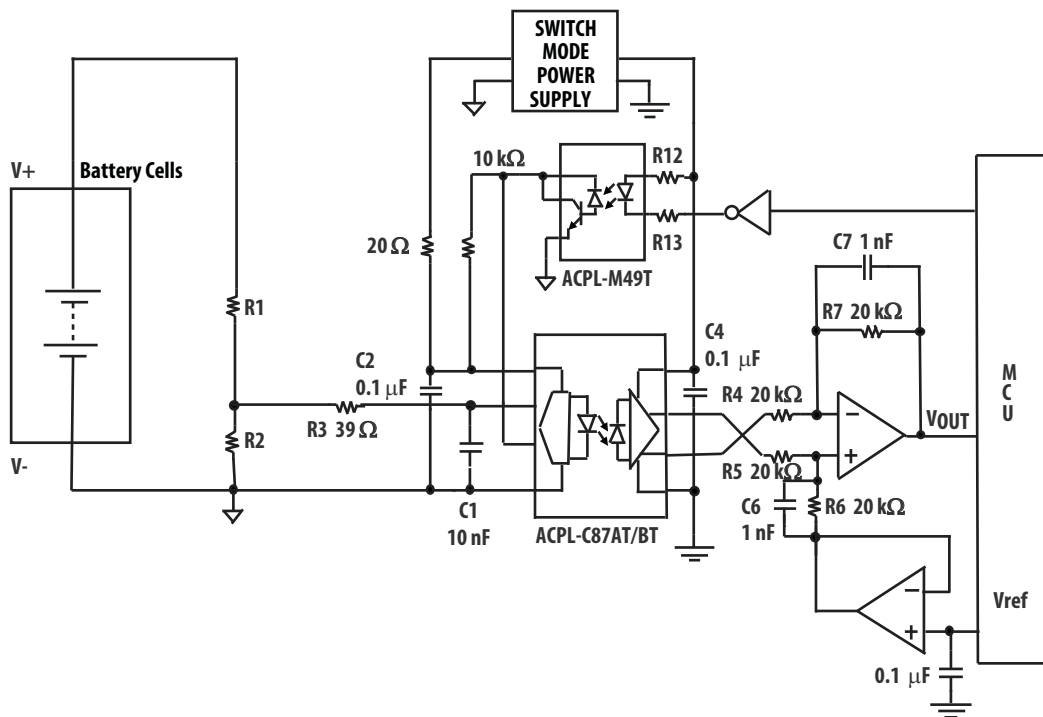 SWITCH
MODE
POWER
SUPPLY
V+
Battery Cells
10 kΩ
R12
R13
20 Ω
ACPL-M49T
C7 1 nF
R7 20 kΩ
R1
C2
0.1 μF
C4
0.1 μF
R4 20 kΩ
−
+
VOUT
M
C
U
R3 39 Ω
R2
V-
R5 20 kΩ
C1
10 nF
ACPL-C87AT/BT
C6
1 nF
R6 20 kΩ
−
+
Vref
0.1 μF